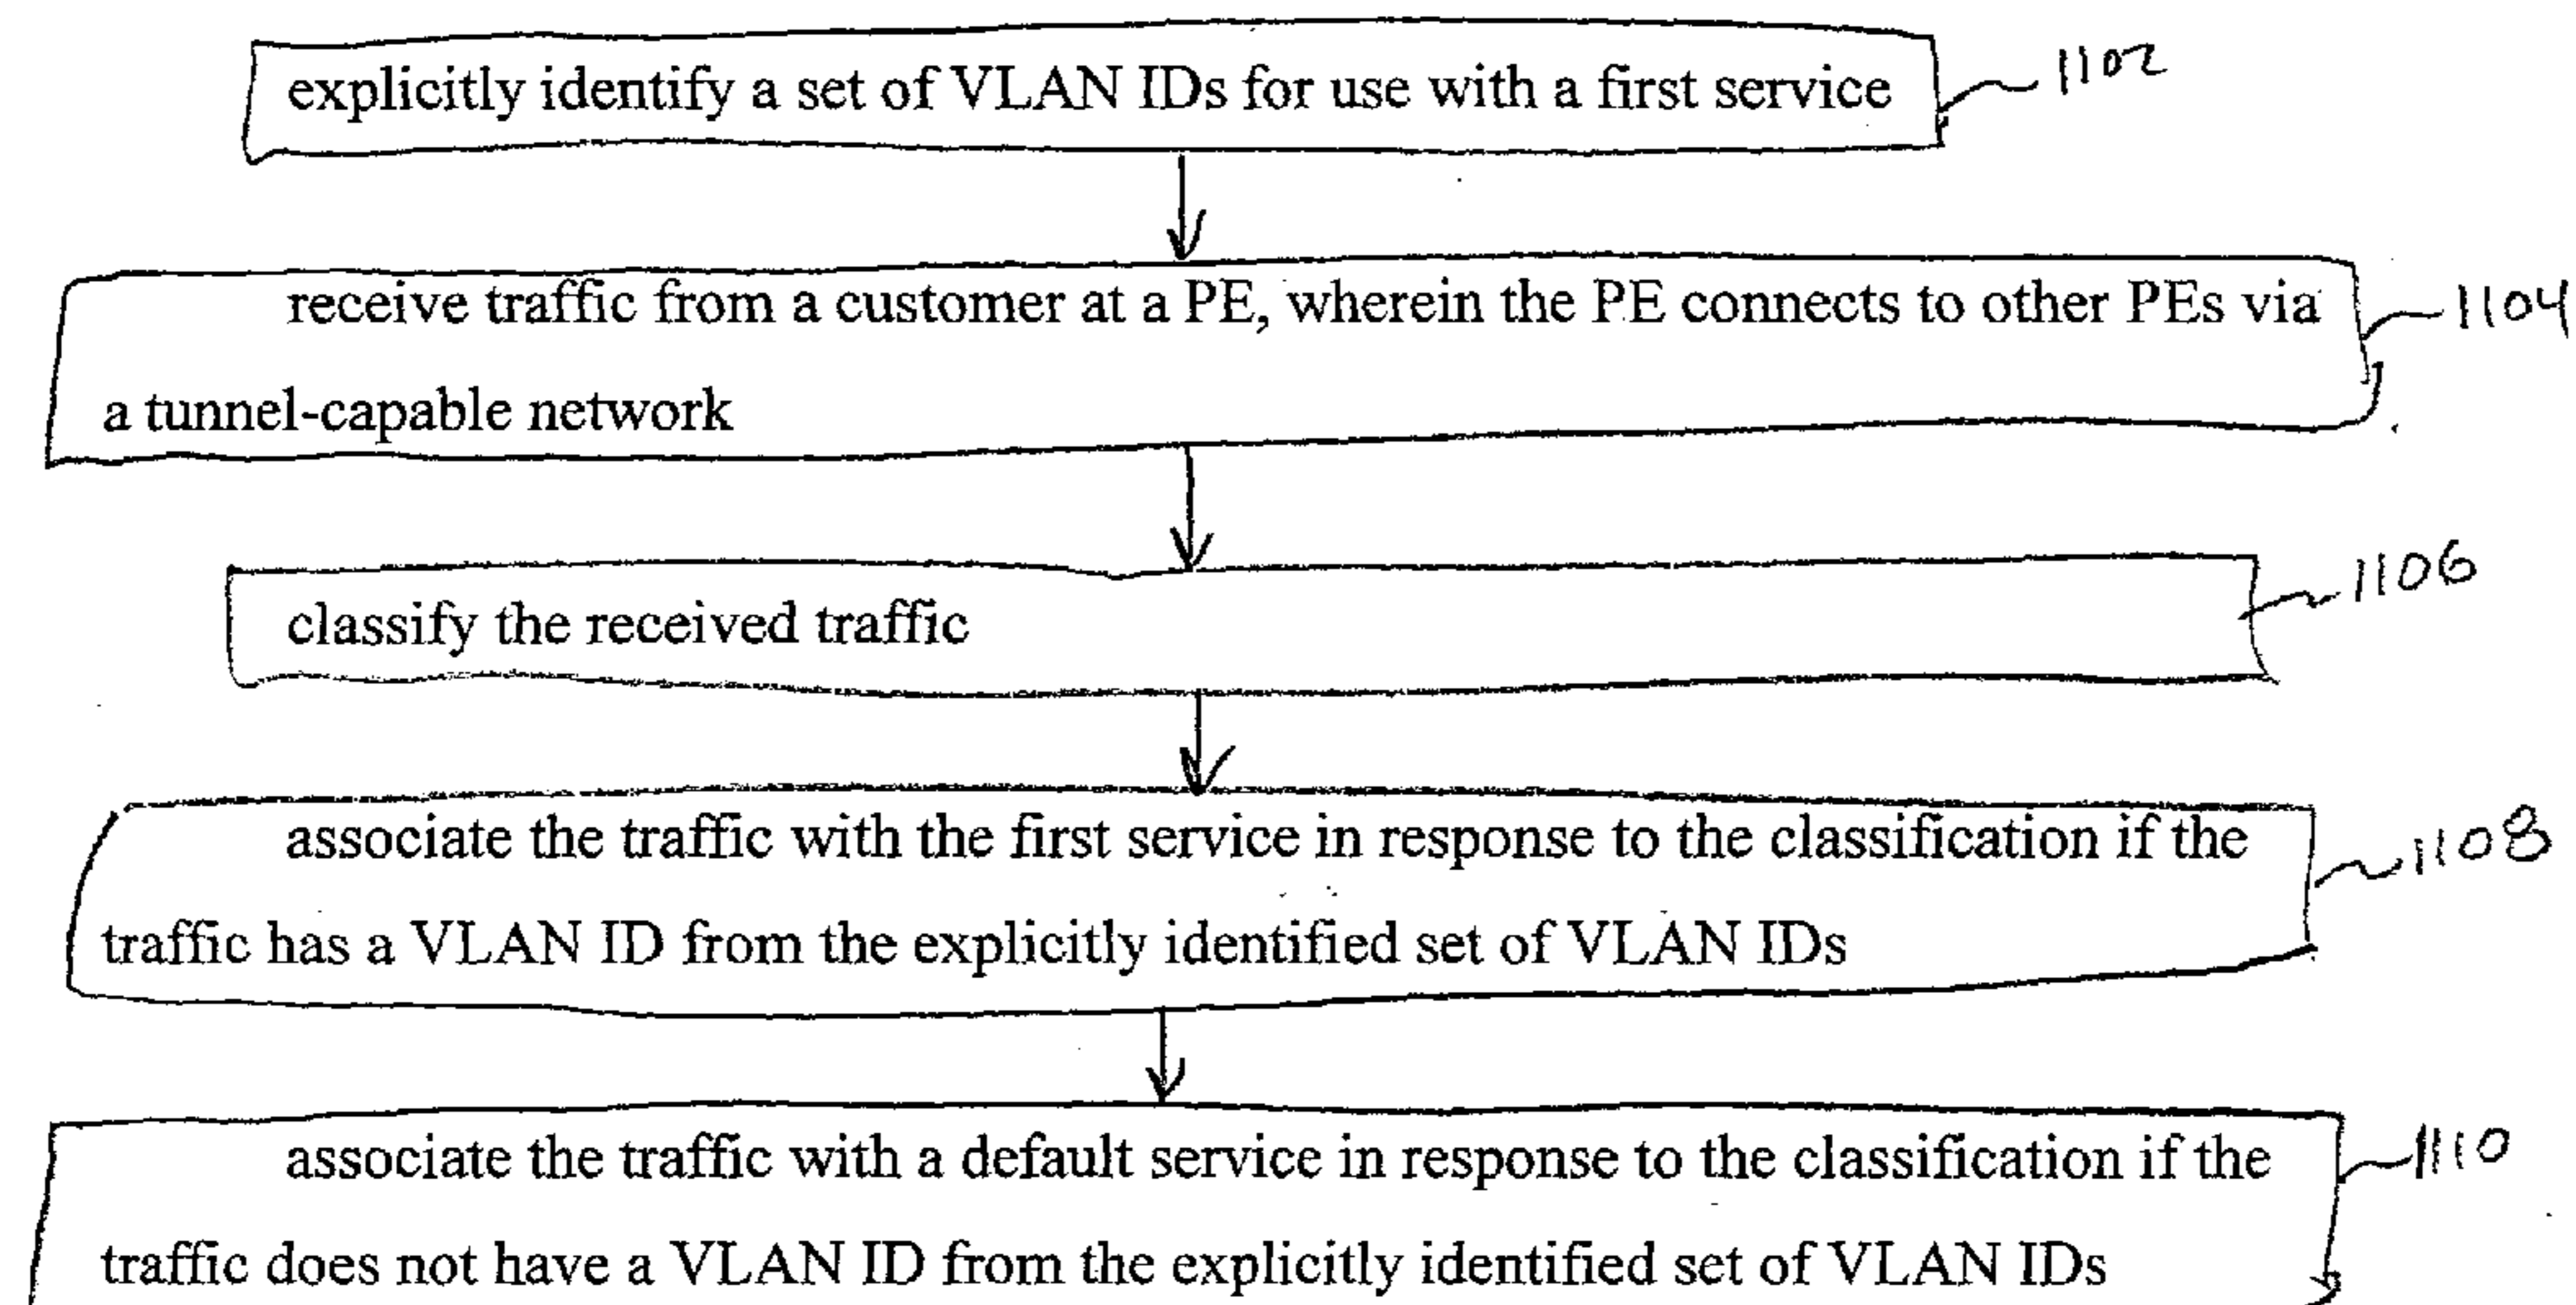 explicitly identify a set of VLAN IDs for use with a first service 1102
receive traffic from a customer at a PE, wherein the PE connects to other PEs via 1104
a tunnel-capable network
classify the received traffic 1106
associate the traffic with the first service in response to the classification if the 1108
traffic has a VLAN ID from the explicitly identified set of VLAN IDs
associate the traffic with a default service in response to the classification if the 1110
traffic does not have a VLAN ID from the explicitly identified set of VLAN IDs